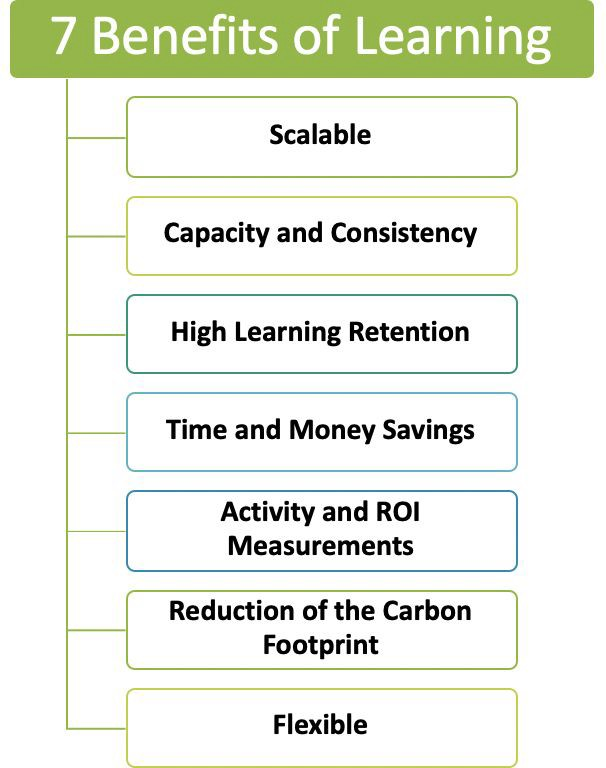 7 Benefits of Learning
Scalable
Capacity and Consistency
High Learning Retention
Time and Money Savings
Activity and ROI
Measurements
Reduction of the Carbon
Footprint
Flexible